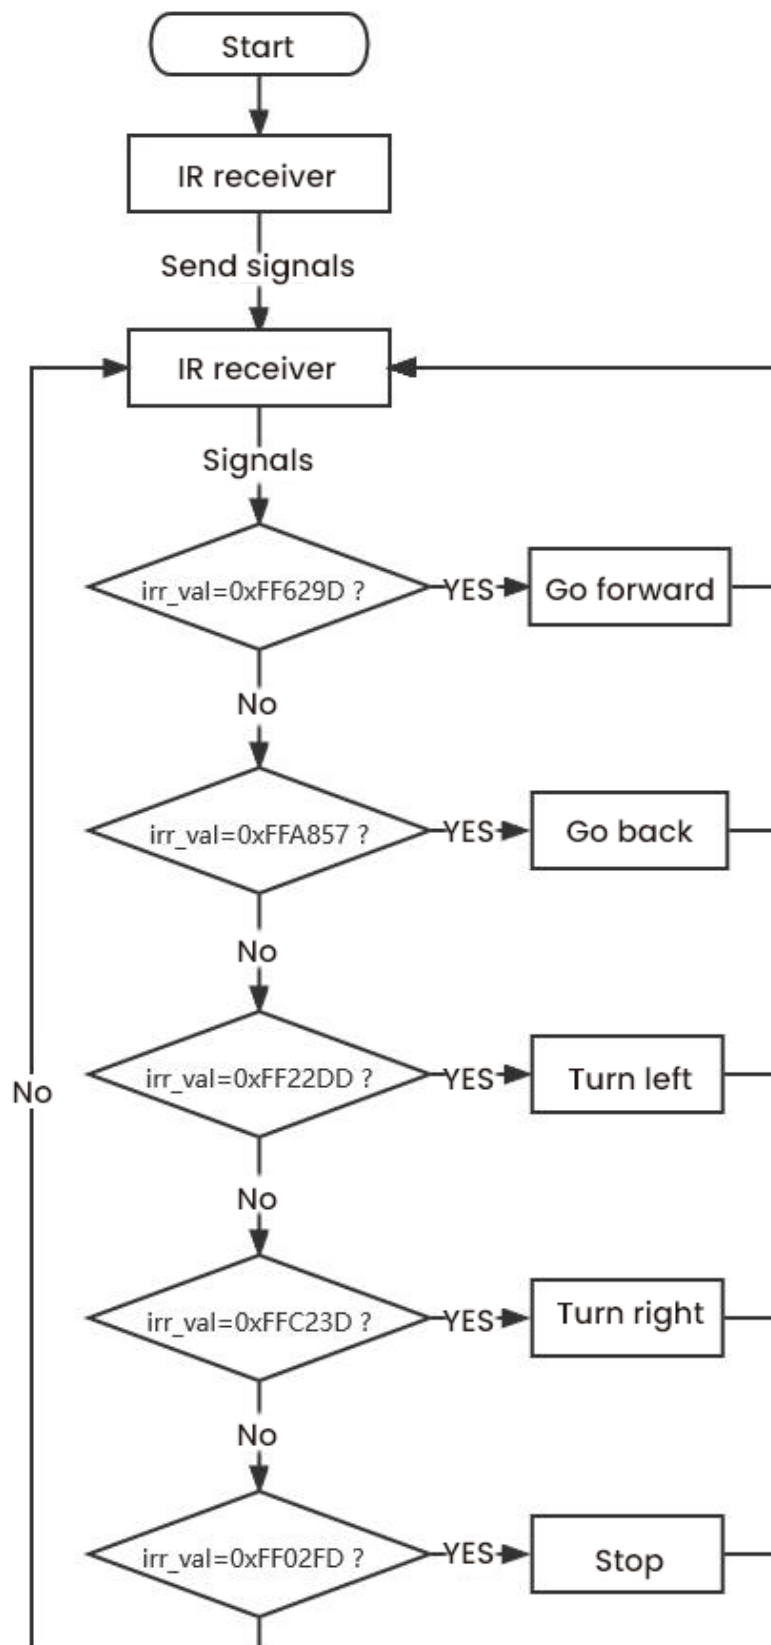 Start
IR receiver
Send signals
IR receiver
Signals
irr_val=0xFF629D ?
YES
Go forward
No
irr_val=0xFFA857 ?
YES
Go back
No
irr_val=0xFF22DD ?
YES
Turn left
No
No
irr_val=0xFFC23D ?
YES
Turn right
No
irr_val=0xFF02FD ?
YES
Stop